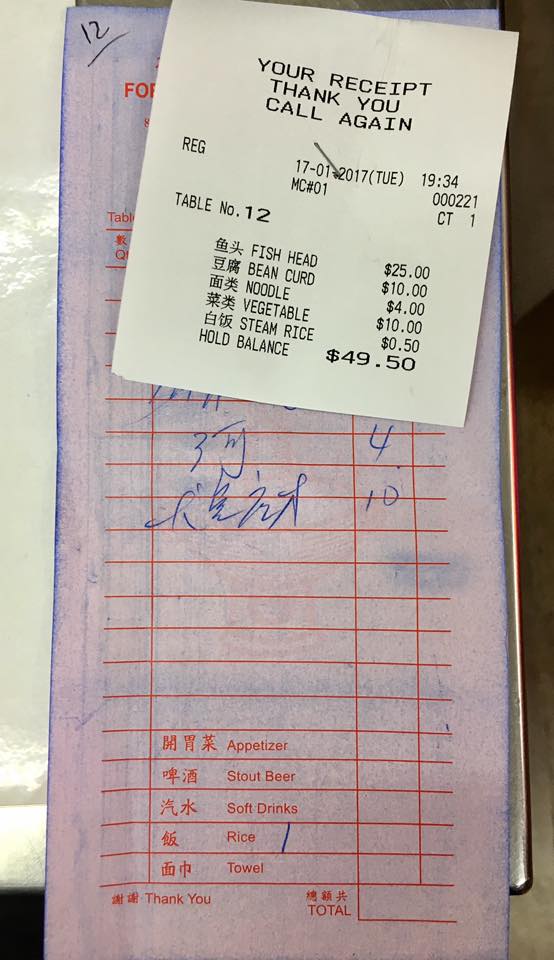 12
FOR
YOUR RECEIPT
THANK YOU
CALL AGAIN
REG
17-01-2017(TUE) 19:34
MC#01 000221
CT 1
TABLE No.12
鱼头 FISH HEAD $25.00
豆腐 BEAN CURD $10.00
面类 NOODLE $4.00
菜类 VEGETABLE $10.00
白饭 STEAM RICE $0.50
HOLD BALANCE $49.50
河 4
10
開胃菜 Appetizer
啤酒 Stout Beer
汽水 Soft Drinks
飯 Rice 1
面巾 Towel
謝謝 Thank You 總額共
TOTAL